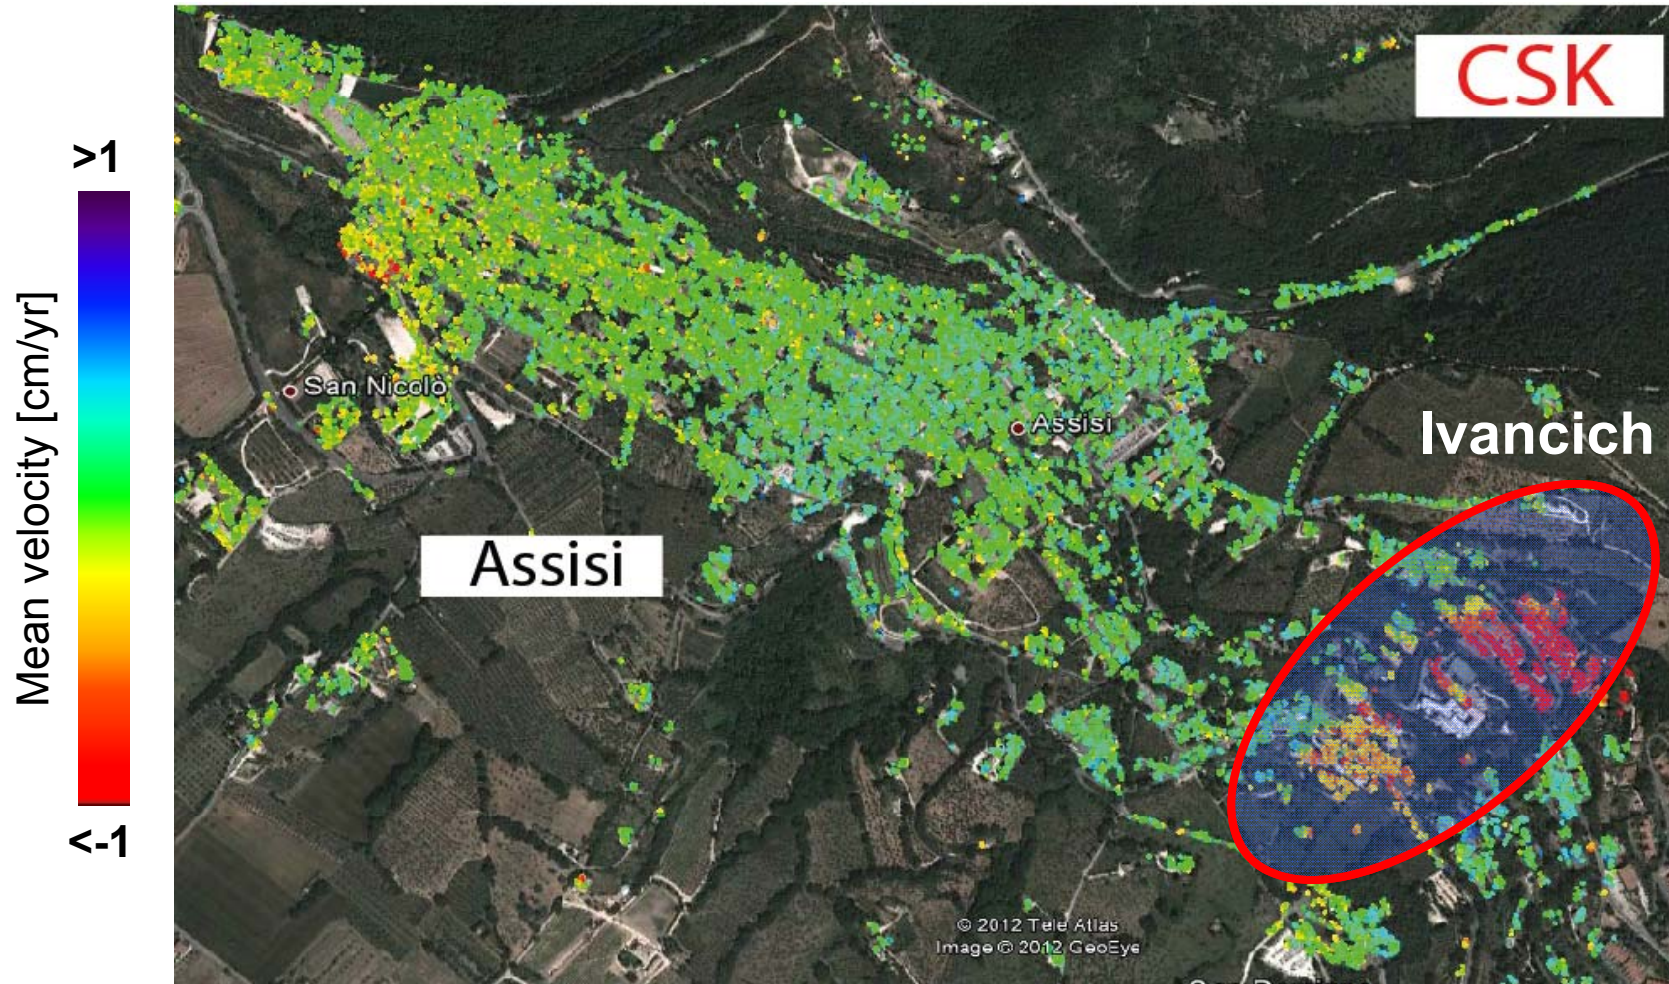 CSK
>1
Mean velocity [cm/yr]
<-1
San Nicolò
Assisi
Ivancich
Assisi
© 2012 Tele Atlas
Image © 2012 GeoEye